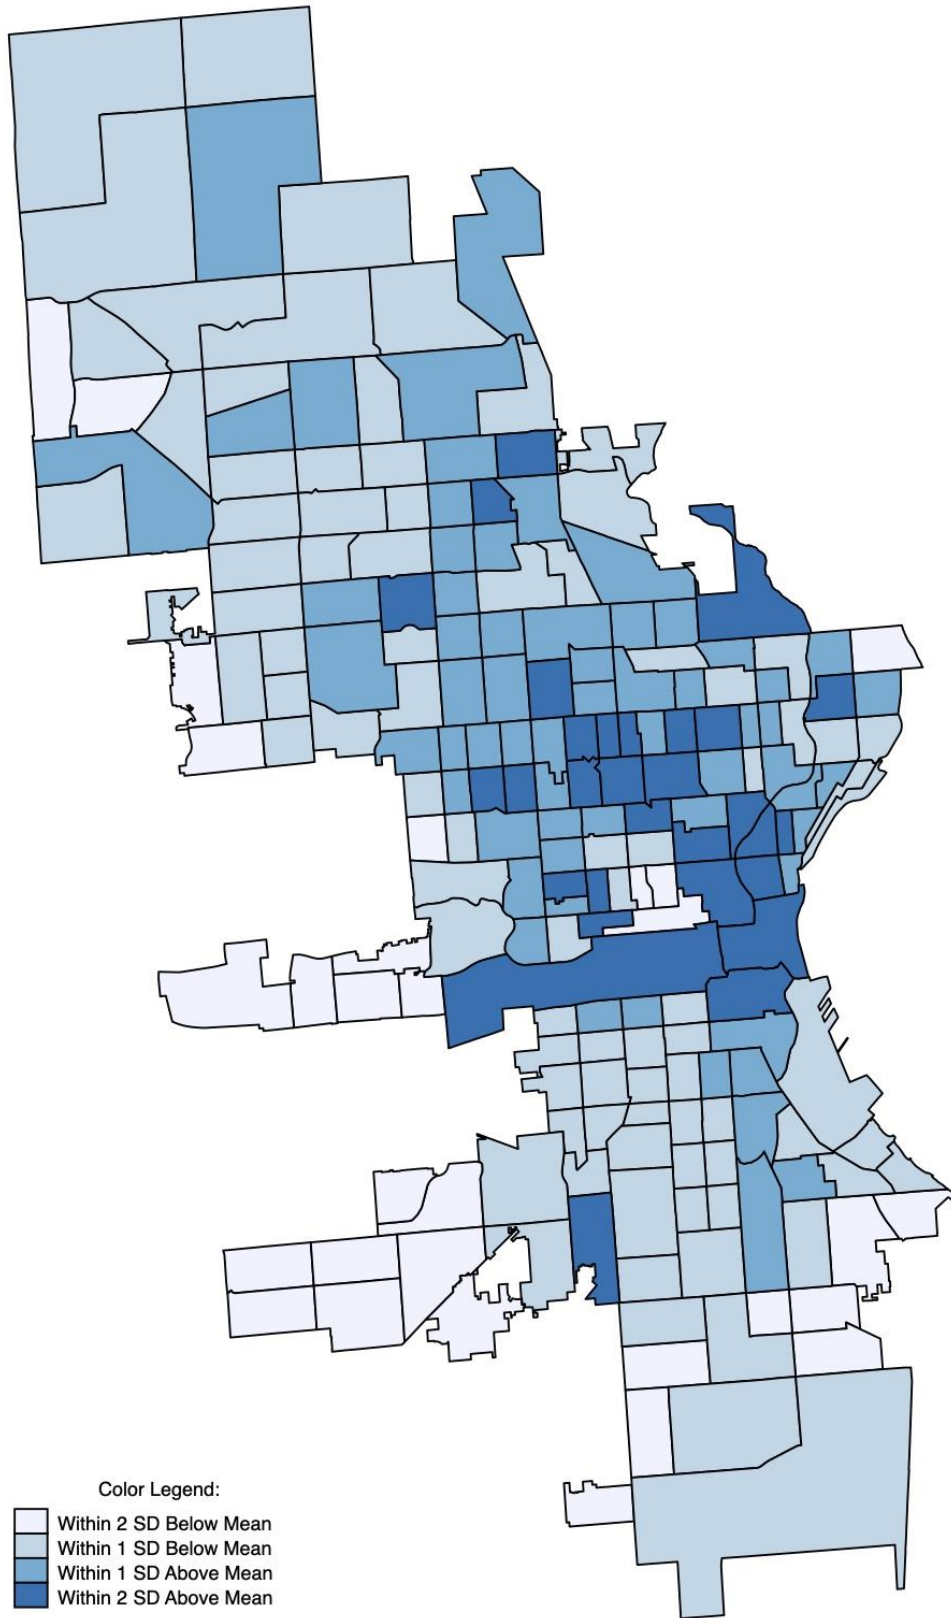 Color Legend:
Within 2 SD Below Mean
Within 1 SD Below Mean
Within 1 SD Above Mean
Within 2 SD Above Mean